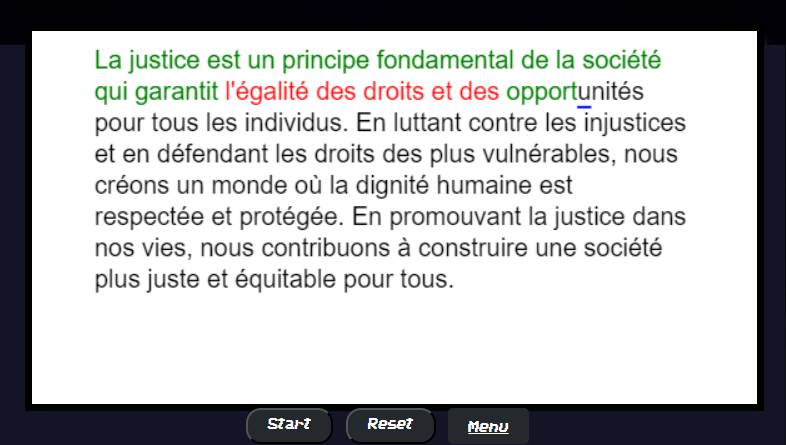 La justice est un principe fondamental de la société
qui garantit l'égalité des droits et des opportunités
pour tous les individus. En luttant contre les injustices
et en défendant les droits des plus vulnérables, nous
créons un monde où la dignité humaine est
respectée et protégée. En promouvant la justice dans
nos vies, nous contribuons à construire une société
plus juste et équitable pour tous.
Start Reset Menu